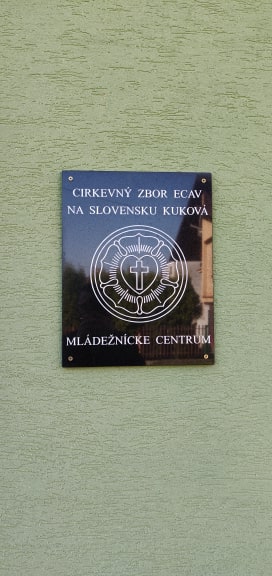 CIRKEVNÝ ZBOR ECAV
NA SLOVENSKU KUKOVÁ
MLÁDEŽNÍCKE CENTRUM